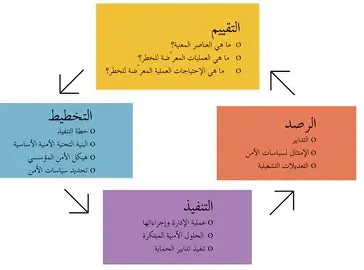 التقييم
ما هي العناصر المعنية؟
ما هي العمليات المعرّضة للخطر؟
ما هي الإحتياجات العملية المعرّضة للخطر؟
التخطيط
خطة التنفيذ
البنية التحتية الأمنية الأساسية
هيكل الأمن المؤسسي
تحديد سياسات الأمن
الرصد
التدابير
الإمتثال لسياسات الأمن
التعديلات التشغيلية
التنفيذ
عملية الإدارة وإجراءاتها
الحلول الأمنية المبتكرة
تنفيذ تدابير الحماية